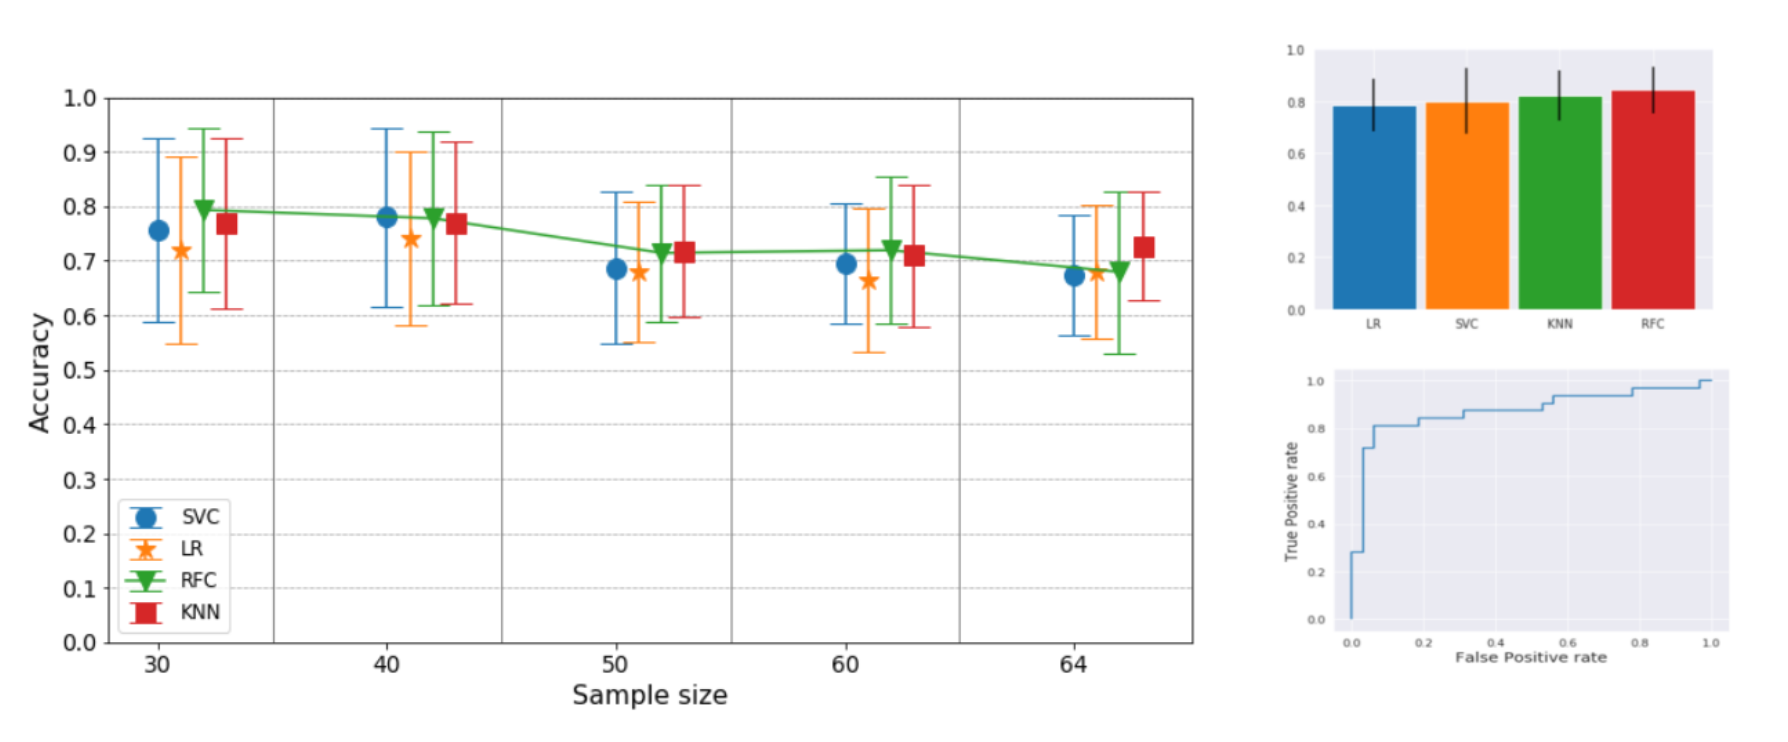 1.0
0.9
0.8
0.7
0.6
0.5
0.4
0.3
0.2
0.1
0.0
Accuracy
SVC
LR
RFC
KNN
30 40 50 60 64
Sample size
1.0
0.8
0.6
0.4
0.2
0.0
LR SVC KNN RFC
1.0
0.8
0.6
0.4
0.2
0.0
True Positive rate
0.0 0.2 0.4 0.6 0.8 1.0
False Positive rate